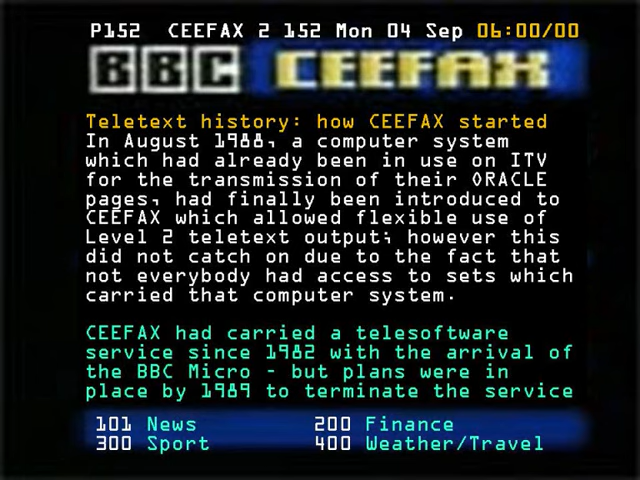 P152 CEEFAX 2 152 Mon 04 Sep 06:00/00
BBC CEEFAX
Teletext history: how CEEFAX started
In August 1988, a computer system
which had already been in use on ITV
for the transmission of their ORACLE
pages, had finally been introduced to
CEEFAX which allowed flexible use of
Level 2 teletext output; however this
did not catch on due to the fact that
not everybody had access to sets which
carried that computer system.
CEEFAX had carried a telesoftware
service since 1982 with the arrival of
the BBC Micro - but plans were in
place by 1989 to terminate the service
101 News 200 Finance
300 Sport 400 Weather/Travel